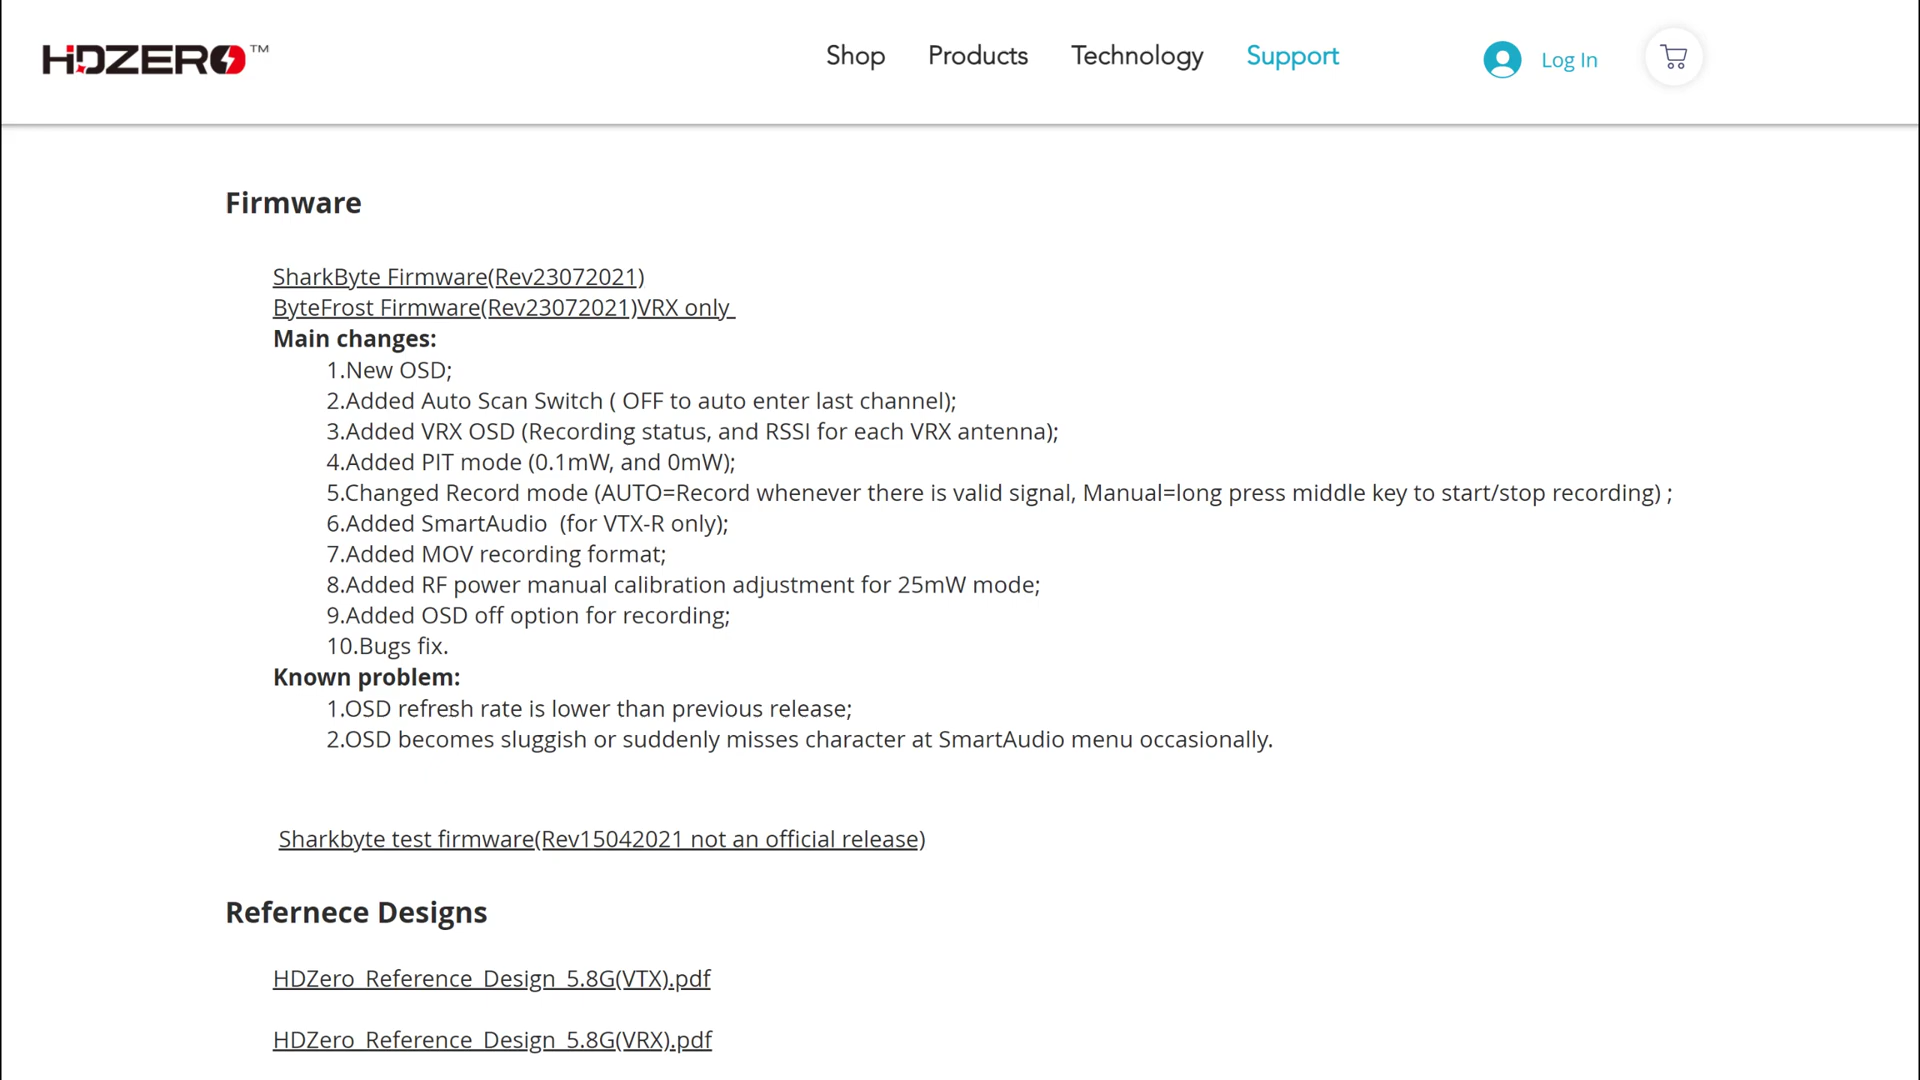 HDZERO™
Shop Products Technology Support Log In
Firmware
SharkByte Firmware(Rev23072021)
ByteFrost Firmware(Rev23072021)VRX only
Main changes:
1.New OSD;
2.Added Auto Scan Switch ( OFF to auto enter last channel);
3.Added VRX OSD (Recording status, and RSSI for each VRX antenna);
4.Added PIT mode (0.1mW, and 0mW);
5.Changed Record mode (AUTO=Record whenever there is valid signal, Manual=long press middle key to start/stop recording) ;
6.Added SmartAudio  (for VTX-R only);
7.Added MOV recording format;
8.Added RF power manual calibration adjustment for 25mW mode;
9.Added OSD off option for recording;
10.Bugs fix.
Known problem:
1.OSD refresh rate is lower than previous release;
2.OSD becomes sluggish or suddenly misses character at SmartAudio menu occasionally.
Sharkbyte test firmware(Rev15042021 not an official release)
Refernece Designs
HDZero_Reference_Design_5.8G(VTX).pdf
HDZero_Reference_Design_5.8G(VRX).pdf